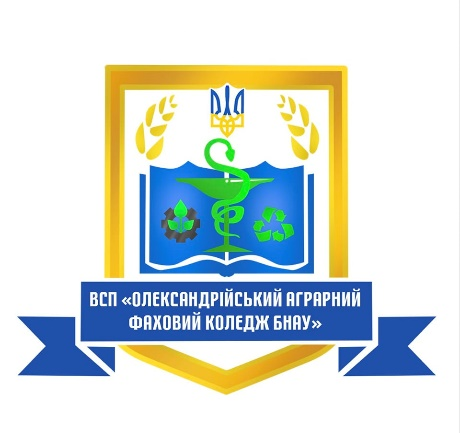 ВСП «ОЛЕКСАНДРІЙСЬКИЙ АГРАРНИЙ
ФАХОВИЙ КОЛЕДЖ БНАУ»